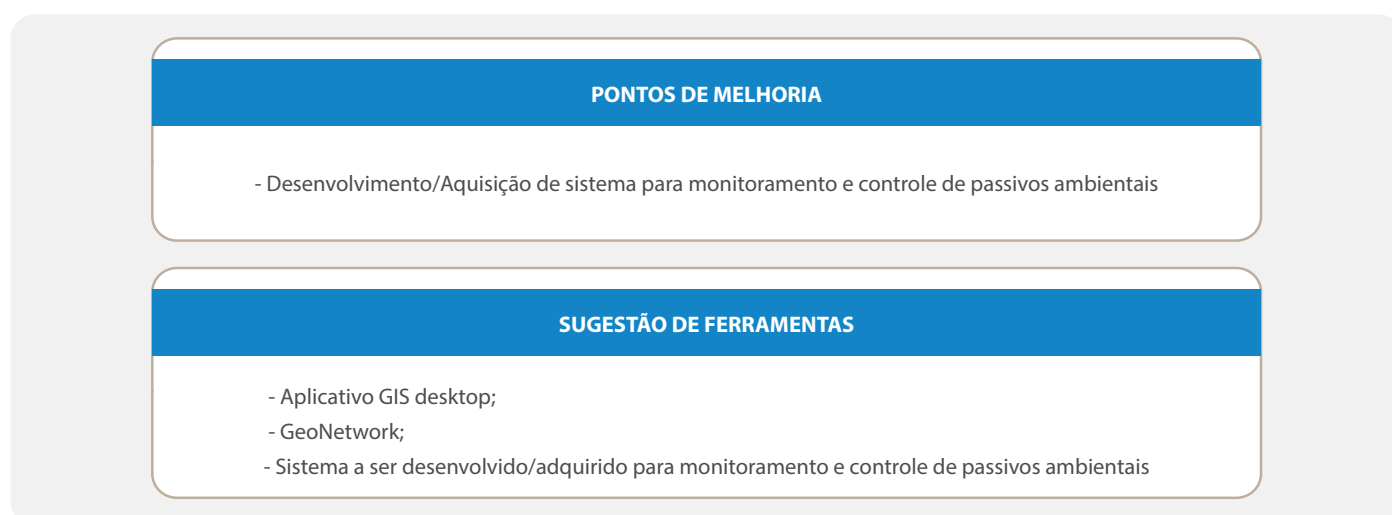 PONTOS DE MELHORIA
- Desenvolvimento/Aquisição de sistema para monitoramento e controle de passivos ambientais
SUGESTÃO DE FERRAMENTAS
- Aplicativo GIS desktop;
- GeoNetwork;
- Sistema a ser desenvolvido/adquirido para monitoramento e controle de passivos ambientais